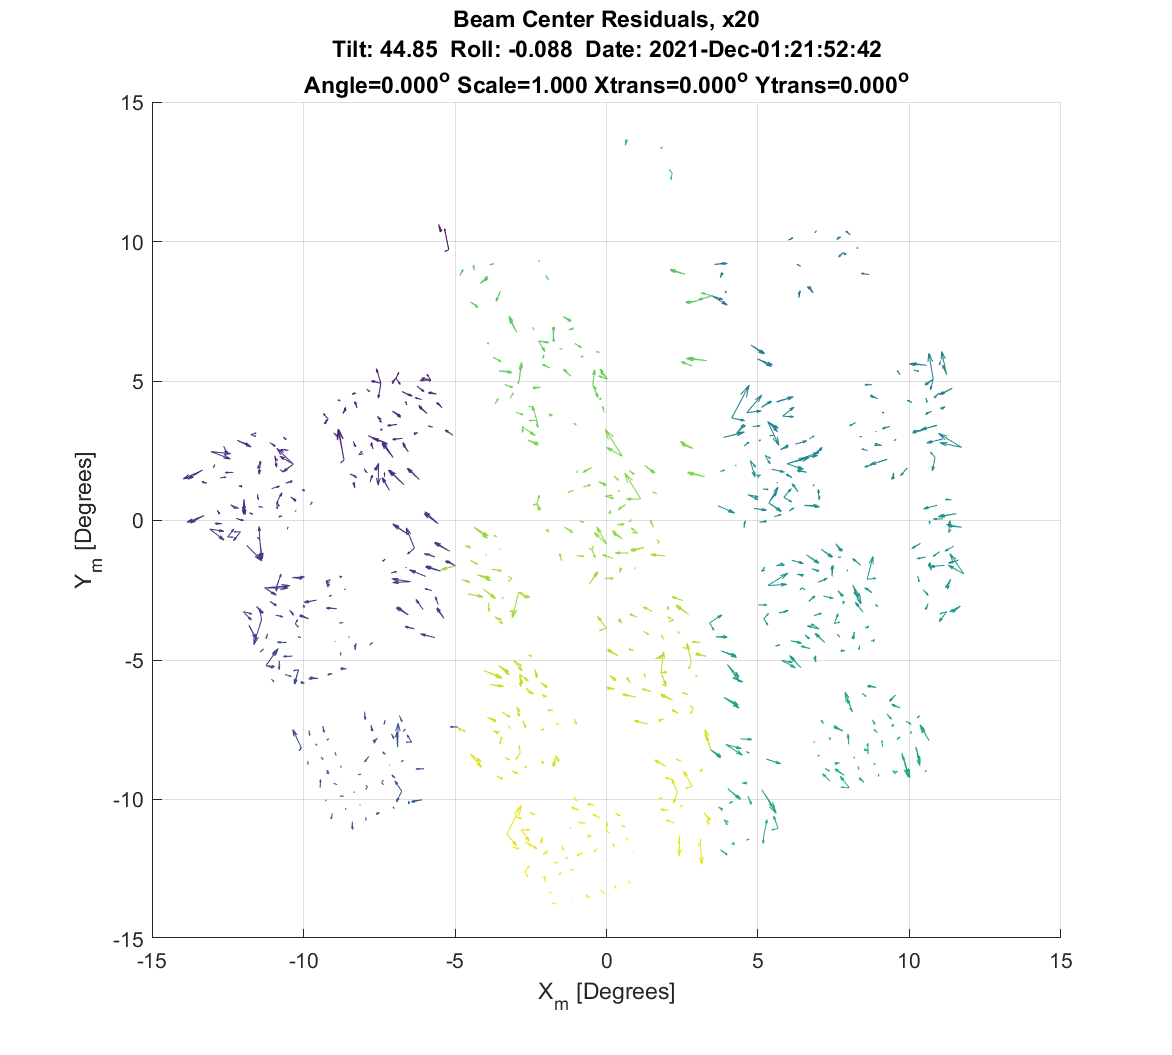 Beam Center Residuals, x20
Tilt: 44.85  Roll: -0.088  Date: 2021-Dec-01:21:52:42
Angle=0.000° Scale=1.000 Xtrans=0.000° Ytrans=0.000°
15
10
5
0
-5
-10
-15
Y_m [Degrees]
-15 -10 -5 0 5 10 15
X_m [Degrees]